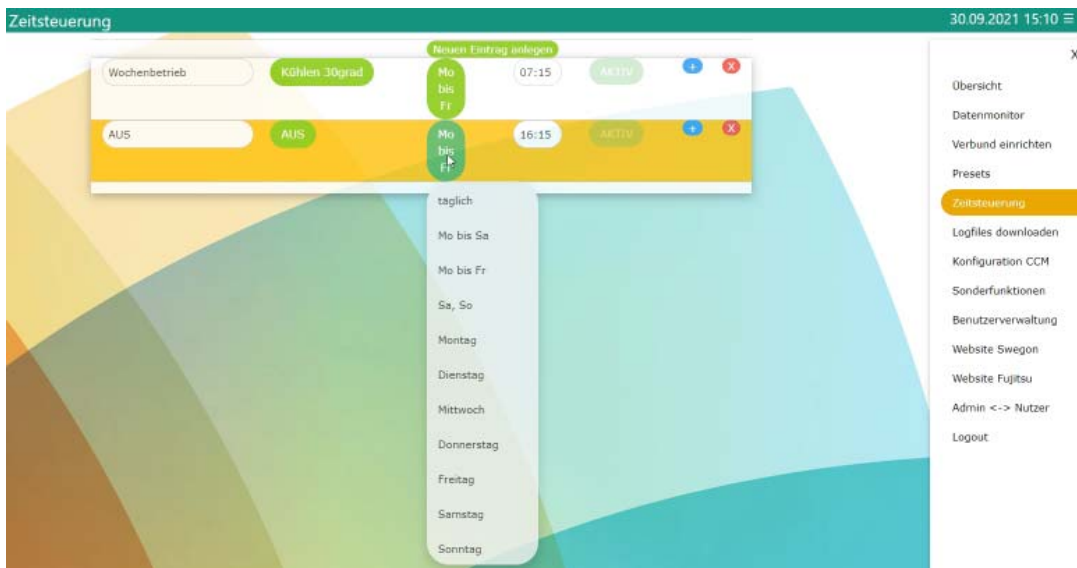 Zeitsteuerung
30.09.2021 15:10 ☰
Neuen Eintrag anlegen
Wochenbetrieb
Kühlen 30grad
Mo
bis
Fr
07:15
AKTIV
+
X
AUS
AUS
Mo
bis
Fr
16:15
AKTIV
+
X
täglich
Mo bis Sa
Mo bis Fr
Sa, So
Montag
Dienstag
Mittwoch
Donnerstag
Freitag
Samstag
Sonntag
X
Übersicht
Datenmonitor
Verbund einrichten
Presets
Zeitsteuerung
Logfiles downloaden
Konfiguration CCM
Sonderfunktionen
Benutzerverwaltung
Website Swegon
Website Fujitsu
Admin <-> Nutzer
Logout